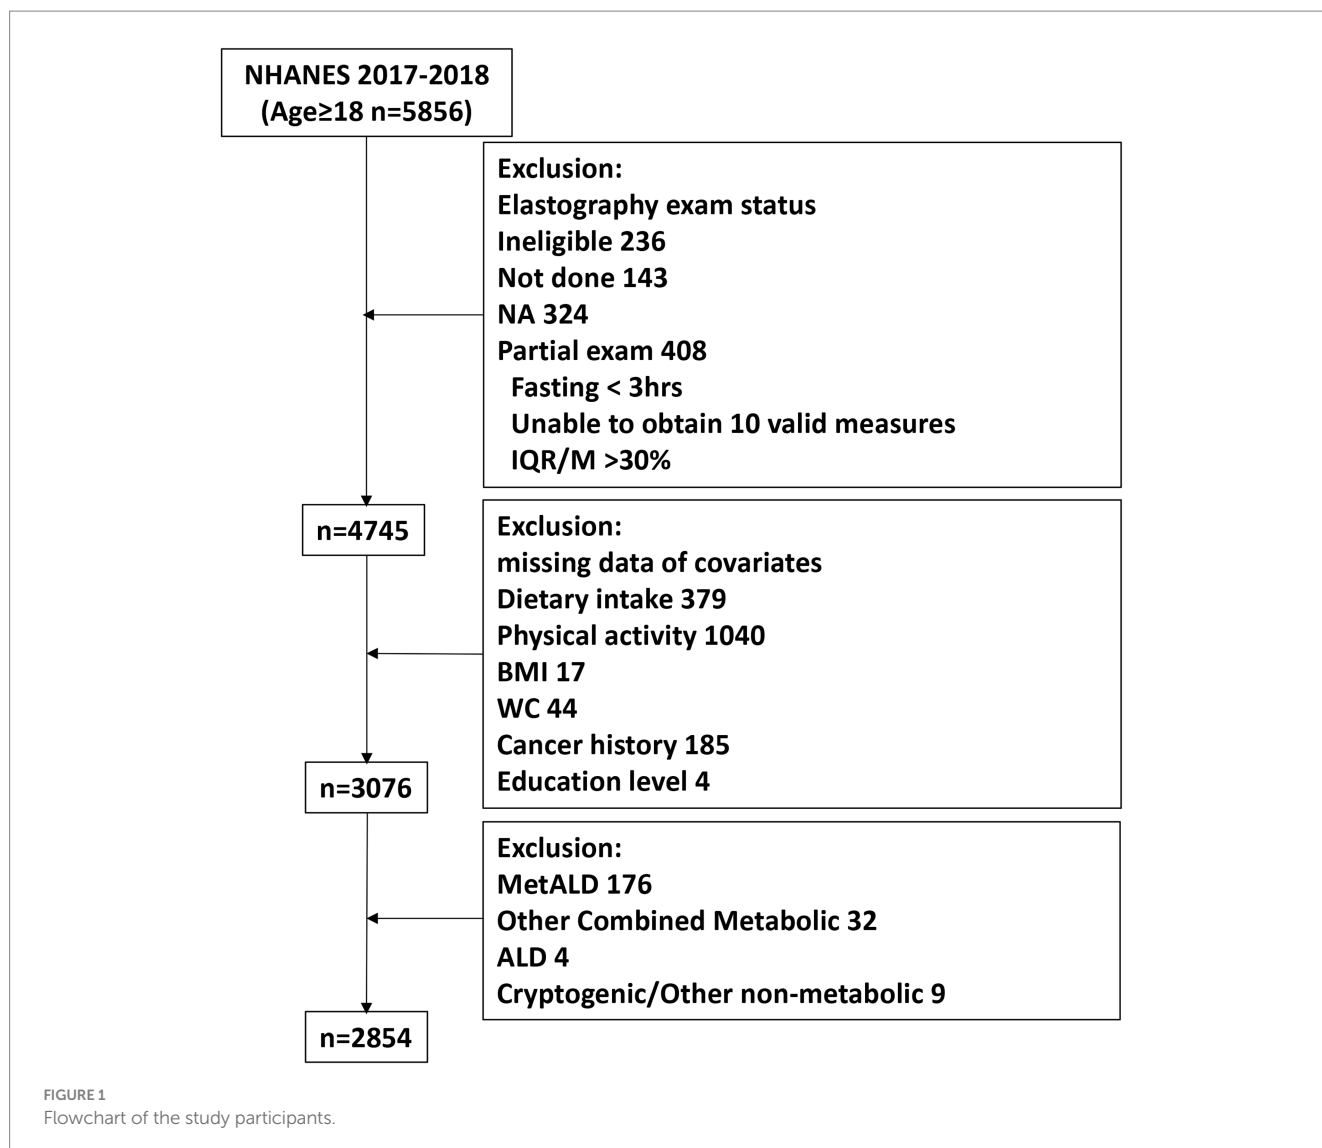 NHANES 2017-2018
(Age≥18 n=5856)
Exclusion:
Elastography exam status
Ineligible 236
Not done 143
NA 324
Partial exam 408
Fasting < 3hrs
Unable to obtain 10 valid measures
IQR/M >30%
n=4745
Exclusion:
missing data of covariates
Dietary intake 379
Physical activity 1040
BMI 17
WC 44
Cancer history 185
Education level 4
n=3076
Exclusion:
MetALD 176
Other Combined Metabolic 32
ALD 4
Cryptogenic/Other non-metabolic 9
n=2854
FIGURE 1
Flowchart of the study participants.